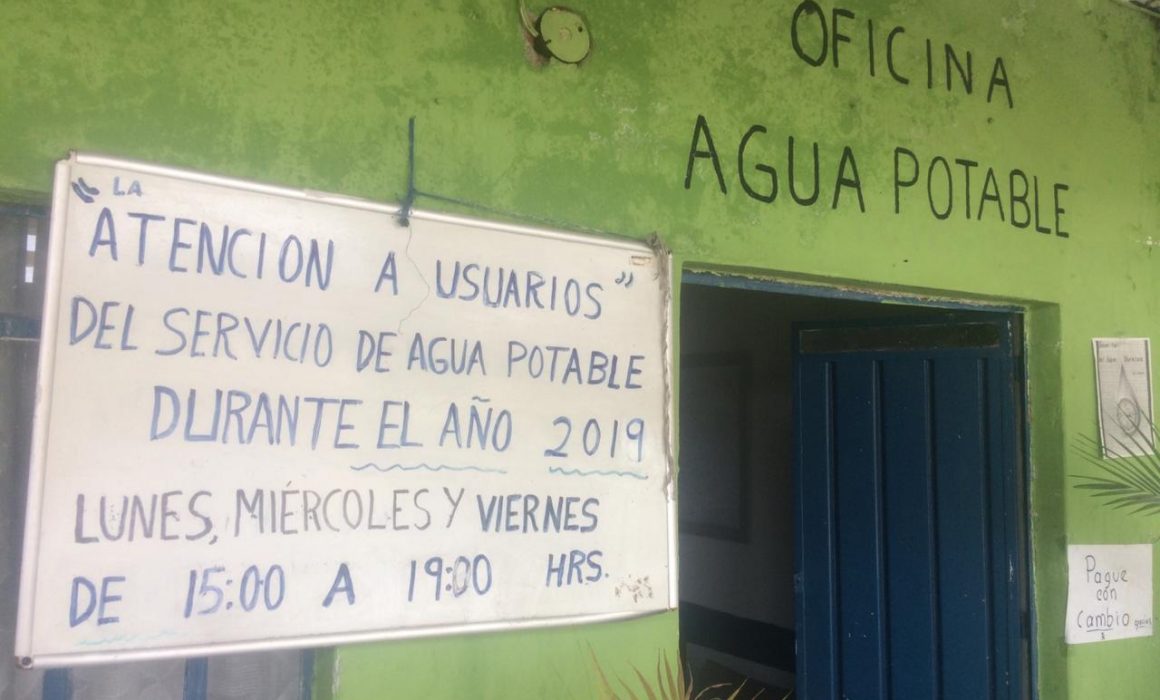 OFICINA
AGUA POTABLE
" LA
ATENCION A USUARIOS"
DEL SERVICIO DE AGUA POTABLE
DURANTE EL AÑO 2019
LUNES, MIÉRCOLES Y VIERNES
DE 15:00 A 19:00 HRS.
Pague
con
Cambio